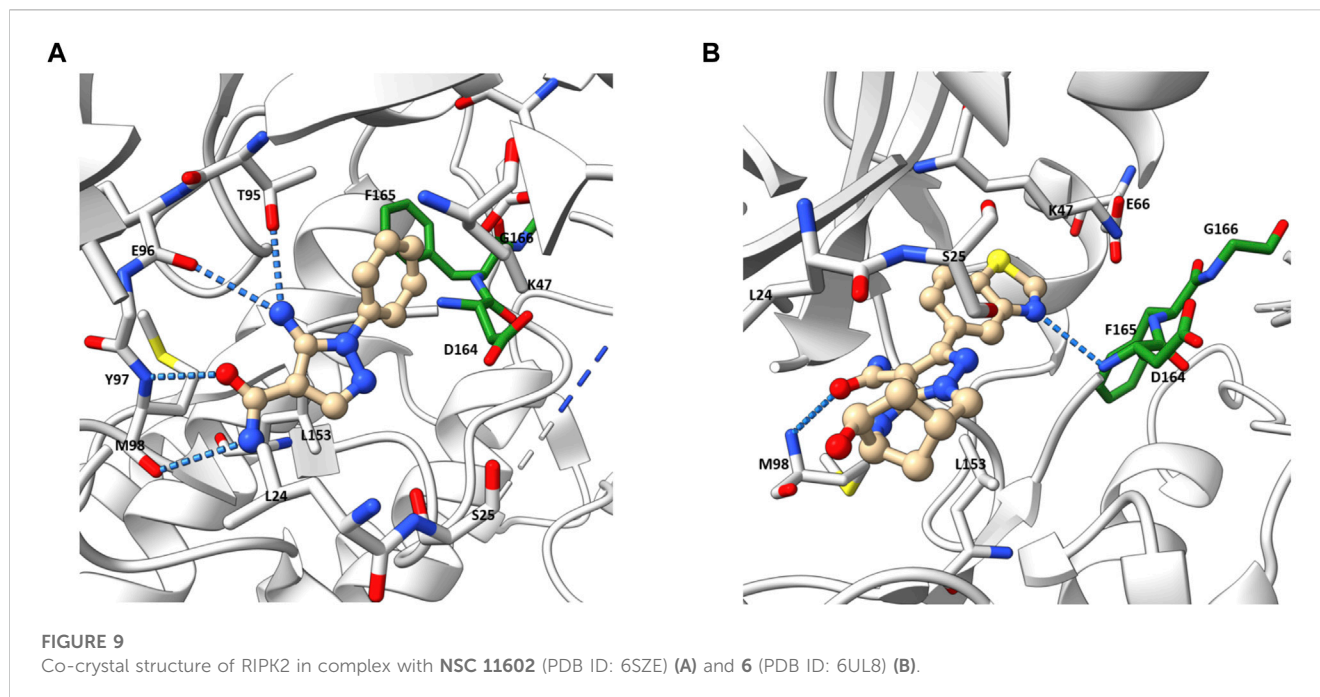 A
B
T95
F165
E96
G166
K47
D164
Y97
L153
M98
L24
S25
K47
E66
G166
S25
L24
F165
D164
M98
L153
FIGURE 9
Co-crystal structure of RIPK2 in complex with NSC 11602 (PDB ID: 6SZE) (A) and 6 (PDB ID: 6UL8) (B).